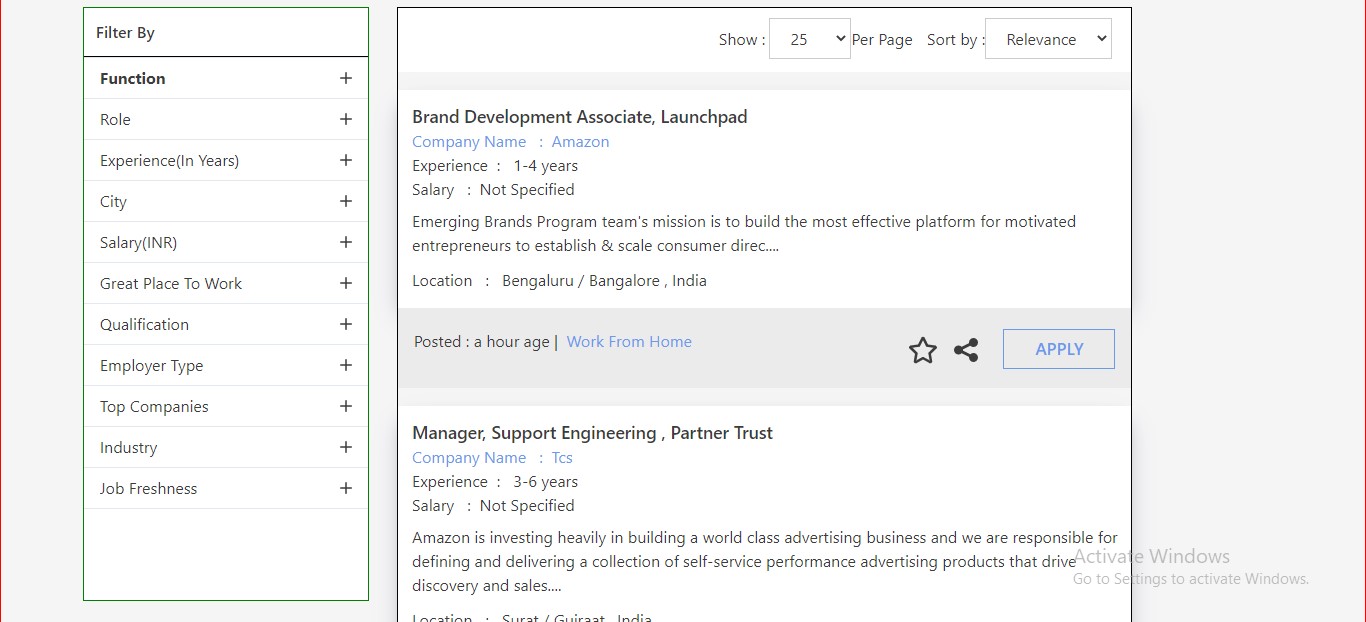 Filter By
Function +
Role +
Experience(In Years) +
City +
Salary(INR) +
Great Place To Work +
Qualification +
Employer Type +
Top Companies +
Industry +
Job Freshness +
Show : 25 Per Page Sort by : Relevance
Brand Development Associate, Launchpad
Company Name : Amazon
Experience : 1-4 years
Salary : Not Specified
Emerging Brands Program team's mission is to build the most effective platform for motivated
entrepreneurs to establish & scale consumer direc....
Location : Bengaluru / Bangalore , India
Posted : a hour age | Work From Home APPLY
Manager, Support Engineering , Partner Trust
Company Name : Tcs
Experience : 3-6 years
Salary : Not Specified
Amazon is investing heavily in building a world class advertising business and we are responsible for
defining and delivering a collection of self-service performance advertising products that drive
discovery and sales....
Location : Surat / Gujraat , India
Activate Windows
Go to Settings to activate Windows.